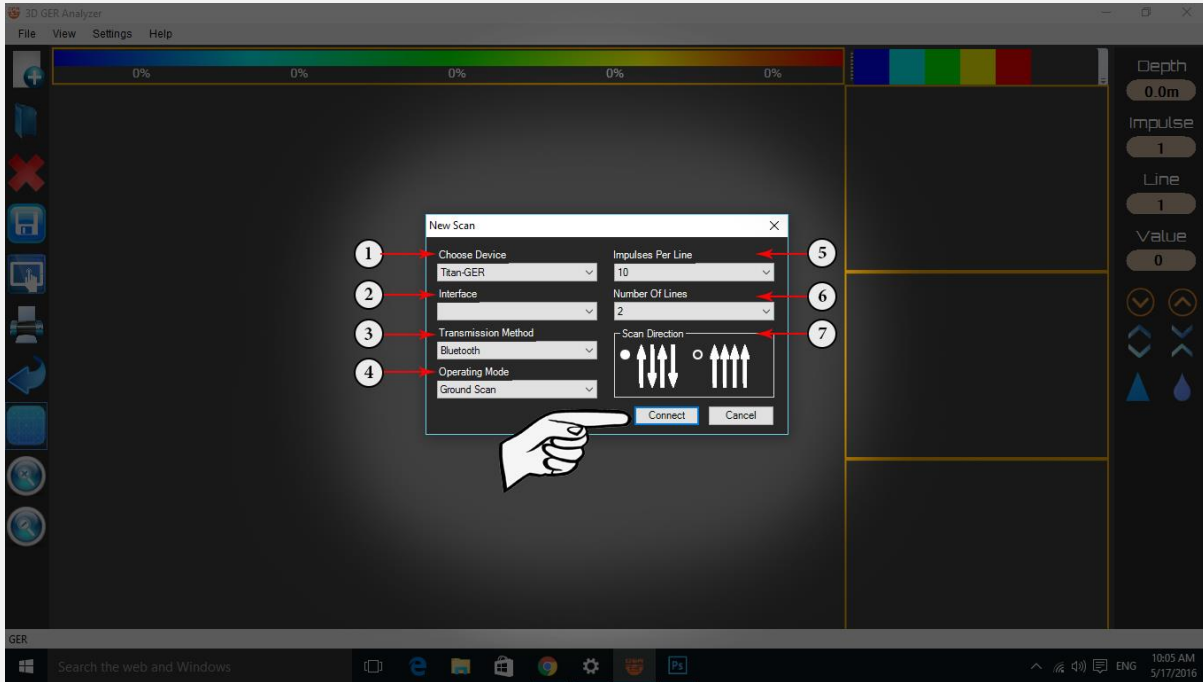 3D GER Analyzer
File View Settings Help
0% 0% 0% 0% 0%
Depth
0.0m
Impulse
1
Line
1
Value
0
New Scan
1 Choose Device
Titan-GER
2 Interface
3 Transmission Method
Bluetooth
4 Operating Mode
Ground Scan
Impulses Per Line 5
10
Number Of Lines 6
2
Scan Direction 7
Connect Cancel
GER
Search the web and Windows
Ps
ENG
10:05 AM
5/17/2016